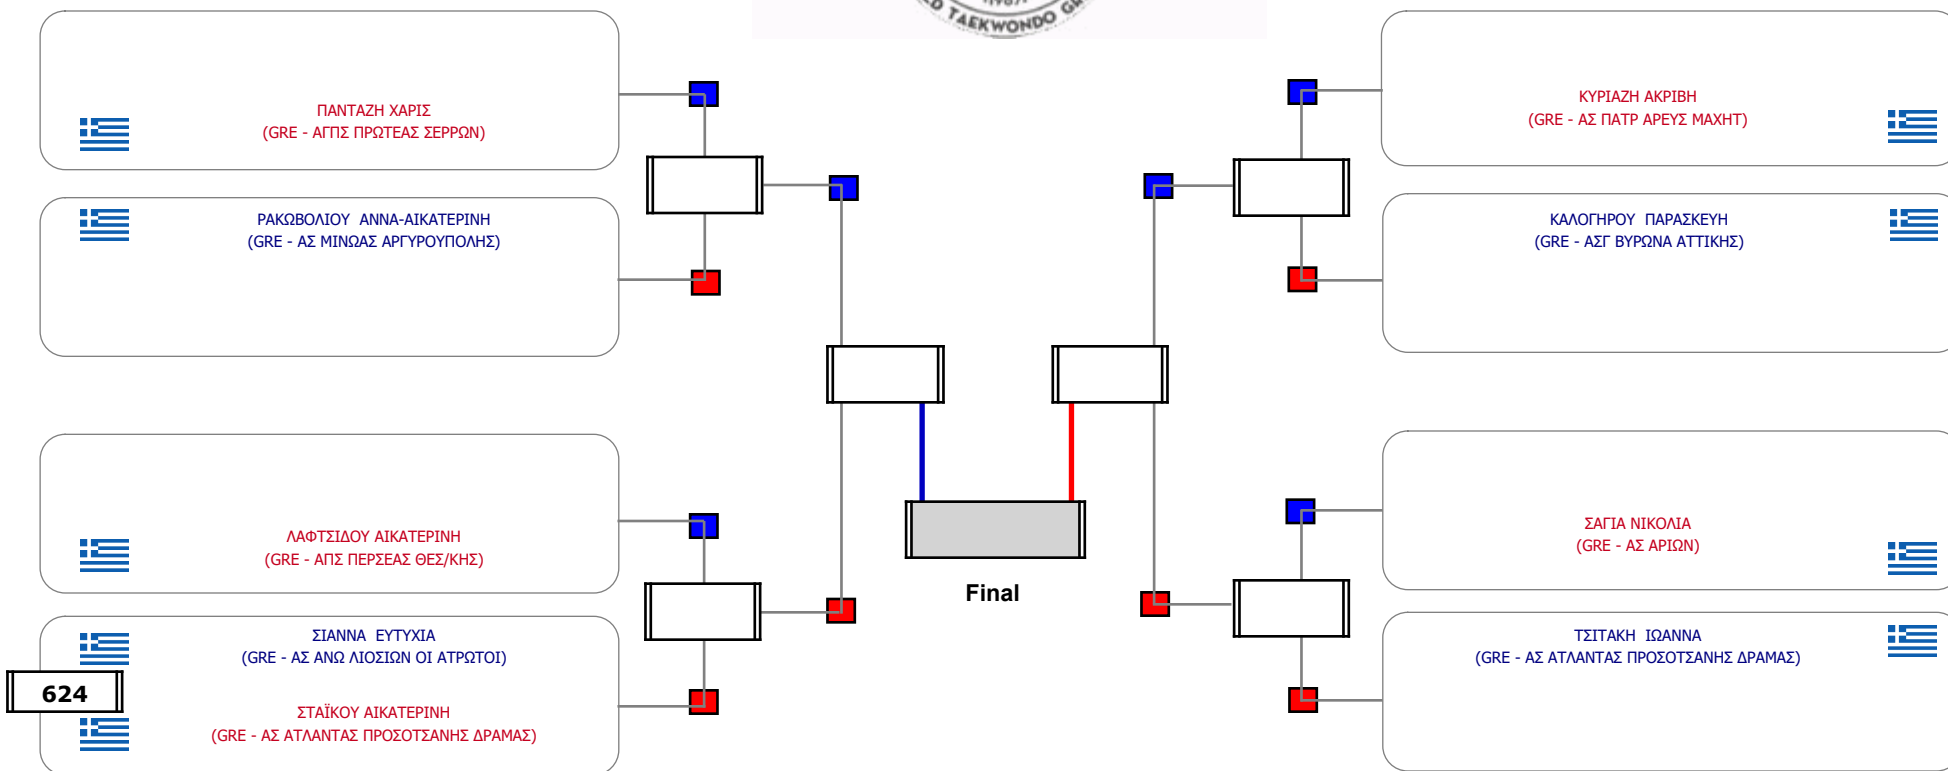 TAEKWONDO
ΠΑΝΤΑΖΗ ΧΑΡΙΣ
(GRE - ΑΓΠΣ ΠΡΩΤΕΑΣ ΣΕΡΡΩΝ)
ΡΑΚΩΒΟΛΙΟΥ ΑΝΝΑ-ΑΙΚΑΤΕΡΙΝΗ
(GRE - ΑΣ ΜΙΝΩΑΣ ΑΡΓΥΡΟΥΠΟΛΗΣ)
ΛΑΦΤΣΙΔΟΥ ΑΙΚΑΤΕΡΙΝΗ
(GRE - ΑΠΣ ΠΕΡΣΕΑΣ ΘΕΣ/ΚΗΣ)
ΣΙΑΝΝΑ ΕΥΤΥΧΙΑ
(GRE - ΑΣ ΑΝΩ ΛΙΟΣΙΩΝ ΟΙ ΑΤΡΩΤΟΙ)
624
ΣΤΑΪΚΟΥ ΑΙΚΑΤΕΡΙΝΗ
(GRE - ΑΣ ΑΤΛΑΝΤΑΣ ΠΡΟΣΟΤΣΑΝΗΣ ΔΡΑΜΑΣ)
Final
ΚΥΡΙΑΖΗ ΑΚΡΙΒΗ
(GRE - ΑΣ ΠΑΤΡ ΑΡΕΥΣ ΜΑΧΗΤ)
ΚΑΛΟΓΗΡΟΥ ΠΑΡΑΣΚΕΥΗ
(GRE - ΑΣΓ ΒΥΡΩΝΑ ΑΤΤΙΚΗΣ)
ΣΑΓΙΑ ΝΙΚΟΛΙΑ
(GRE - ΑΣ ΑΡΙΩΝ)
ΤΣΙΤΑΚΗ ΙΩΑΝΝΑ
(GRE - ΑΣ ΑΤΛΑΝΤΑΣ ΠΡΟΣΟΤΣΑΝΗΣ ΔΡΑΜΑΣ)